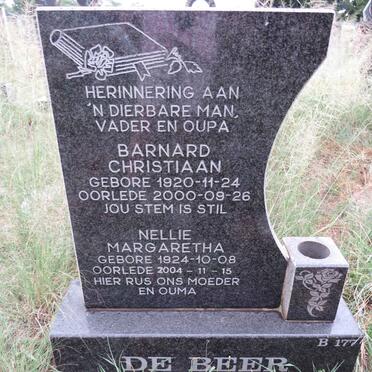 HERINNERING AAN
'N DIERBARE MAN,
VADER EN OUPA
BARNARD
CHRISTIAAN
GEBORE 1920-11-24
OORLEDE 2000-09-26
JOU STEM IS STIL
NELLIE
MARGARETHA
GEBORE 1924-10-08
OORLEDE 2004-11-15
HIER RUS ONS MOEDER
EN OUMA
B 177
DE BEER